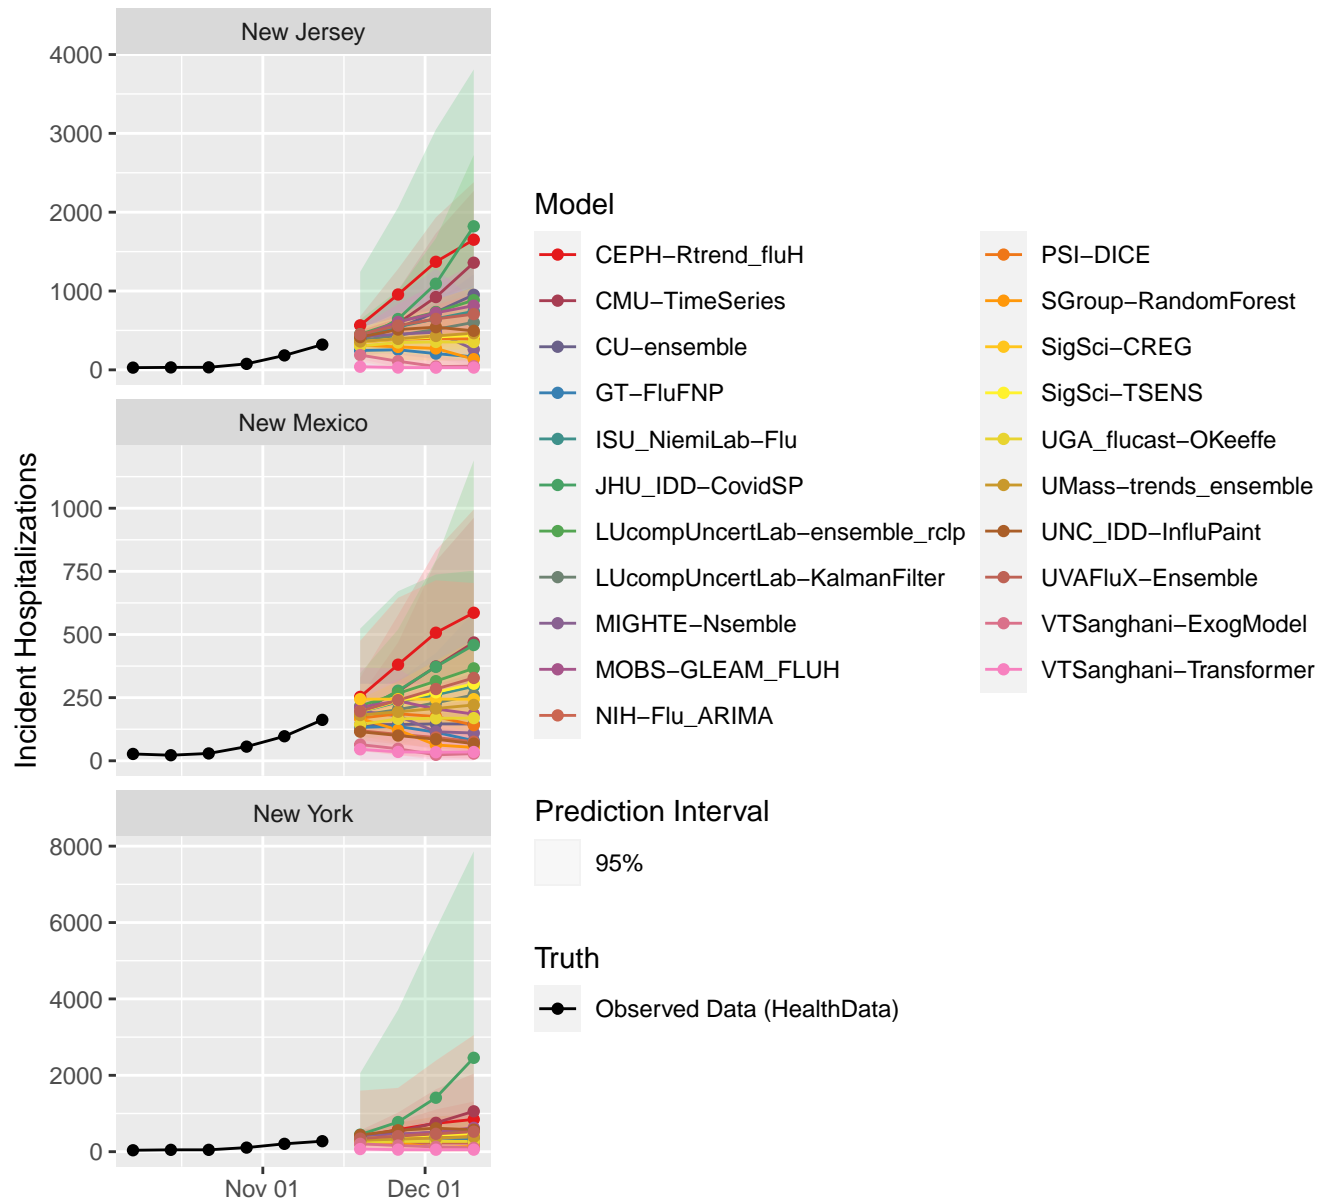 New Jersey
4000
3000
2000
1000
0
New Mexico
1000
750
500
250
0
New York
8000
6000
4000
2000
0
Nov 01
Dec 01
Incident Hospitalizations
Model
CEPH−Rtrend_fluH
CMU−TimeSeries
CU−ensemble
GT−FluFNP
ISU_NiemiLab−Flu
JHU_IDD−CovidSP
LUcompUncertLab−ensemble_rclp
LUcompUncertLab−KalmanFilter
MIGHTE−Nsemble
MOBS−GLEAM_FLUH
NIH−Flu_ARIMA
PSI−DICE
SGroup−RandomForest
SigSci−CREG
SigSci−TSENS
UGA_flucast−OKeeffe
UMass−trends_ensemble
UNC_IDD−InfluPaint
UVAFluX−Ensemble
VTSanghani−ExogModel
VTSanghani−Transformer
Prediction Interval
95%
Truth
Observed Data (HealthData)